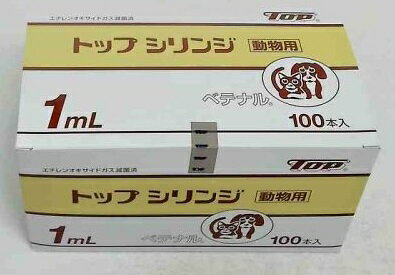 エチレンオキサイドガス滅菌済
TOP
トップ シリンジ 動物用
1mL
ベテナル®
100本入
エチレンオキサイドガス滅菌済
TOP
トップ シリンジ 動物用
1mL
ベテナル®
100本入